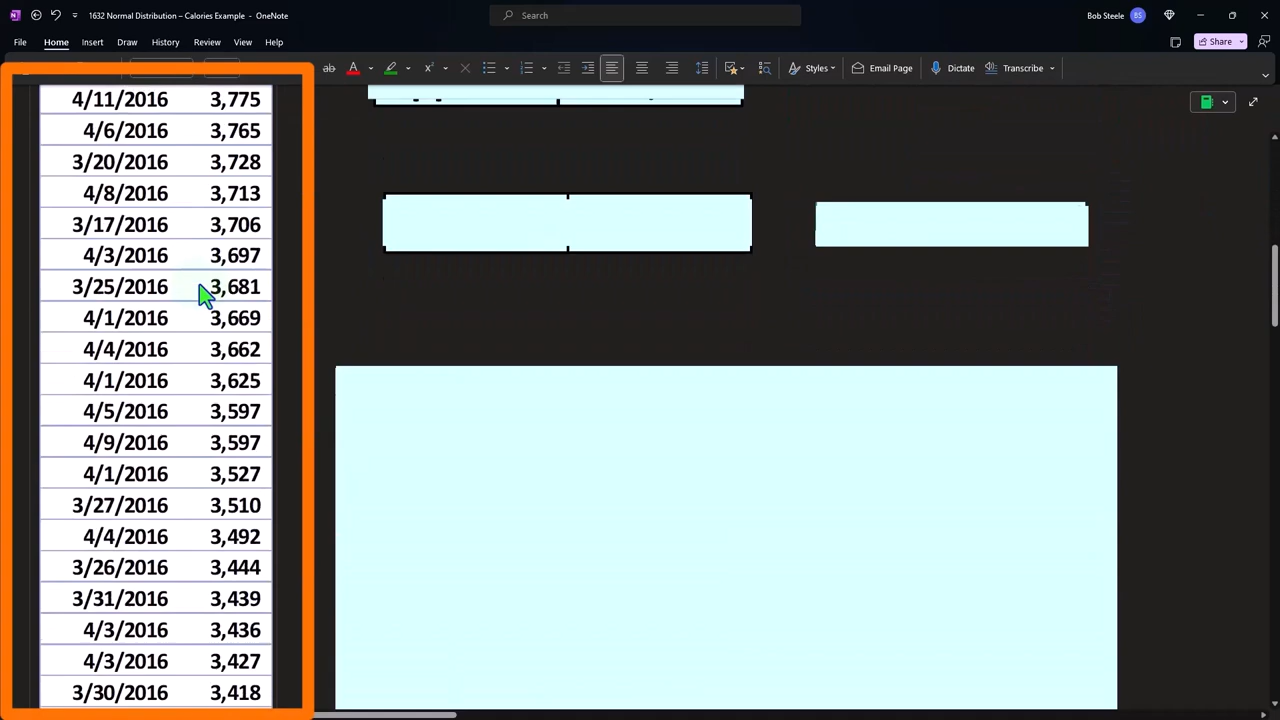 1632 Normal Distribution – Calories Example - OneNote
Search
Bob Steele
BS
File Home Insert Draw History Review View Help
Share
ab A Styles Email Page Dictate Transcribe
4/11/2016 3,775
4/6/2016 3,765
3/20/2016 3,728
4/8/2016 3,713
3/17/2016 3,706
4/3/2016 3,697
3/25/2016 3,681
4/1/2016 3,669
4/4/2016 3,662
4/1/2016 3,625
4/5/2016 3,597
4/9/2016 3,597
4/1/2016 3,527
3/27/2016 3,510
4/4/2016 3,492
3/26/2016 3,444
3/31/2016 3,439
4/3/2016 3,436
4/3/2016 3,427
3/30/2016 3,418